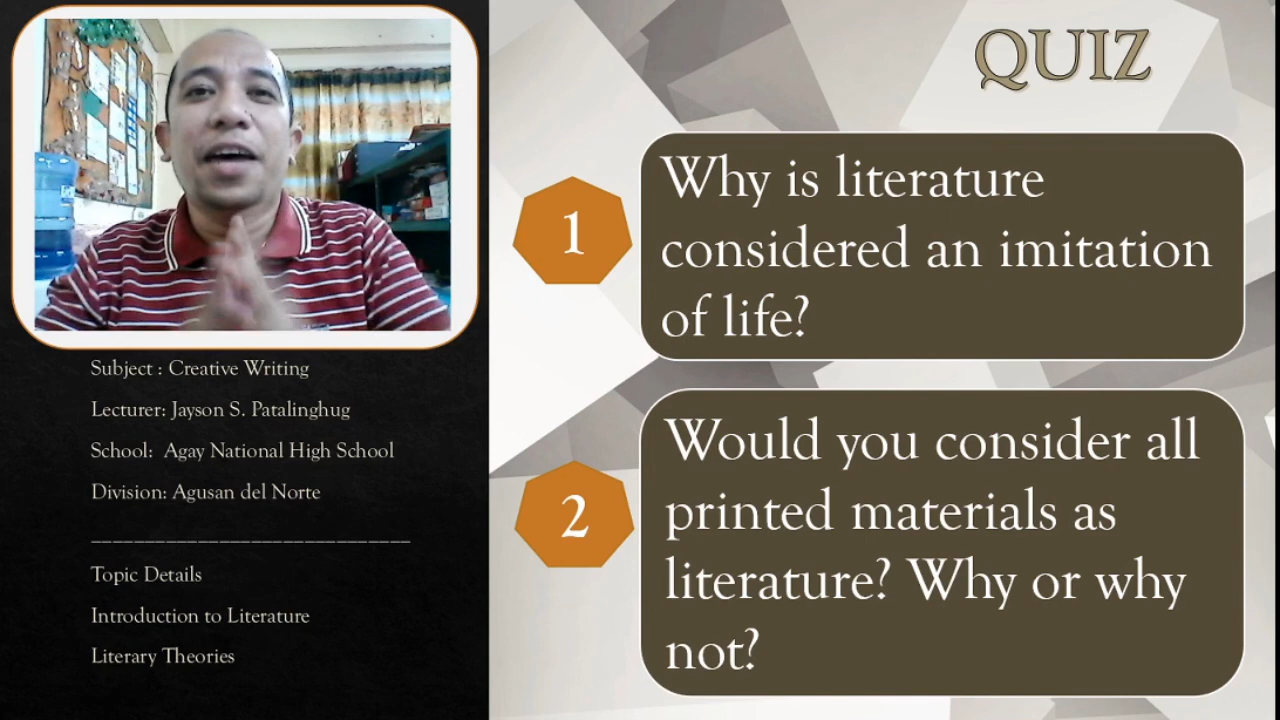 QUIZ
1
Why is literature
considered an imitation
of life?
2
Would you consider all
printed materials as
literature? Why or why
not?
Subject : Creative Writing
Lecturer: Jayson S. Patalinghug
School:  Agay National High School
Division: Agusan del Norte
______________________________
Topic Details
Introduction to Literature
Literary Theories